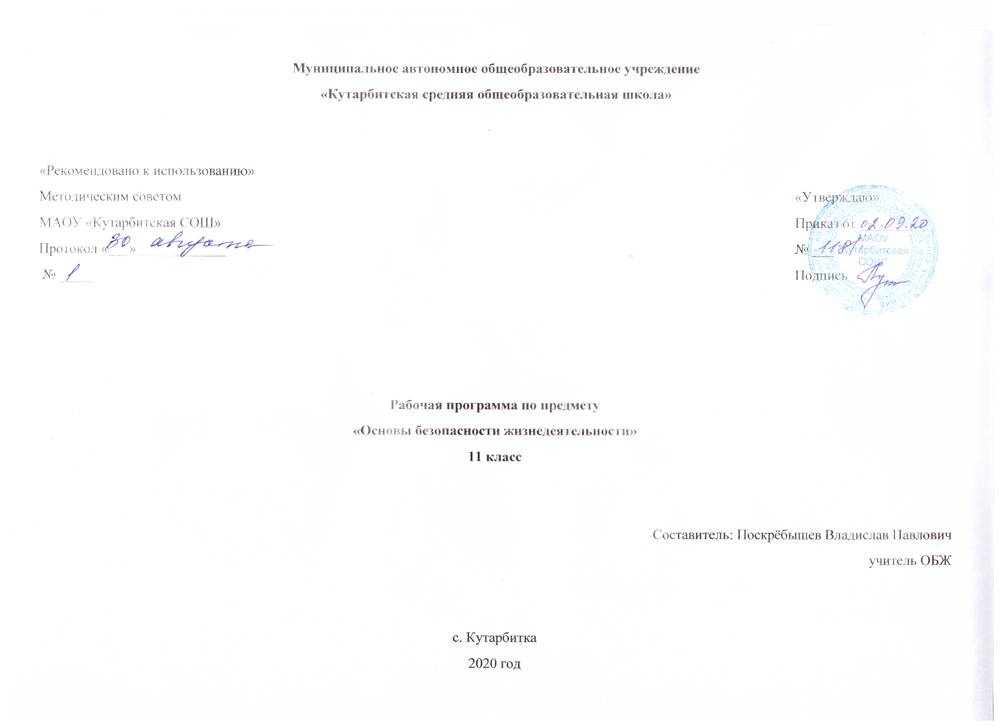 Муниципальное автономное общеобразовательное учреждение
«Кутарбитская средняя общеобразовательная школа»
«Рекомендовано к использованию»
Методическим советом
МАОУ «Кутарбитская СОШ»
Протокол «30» августа
№ 1
«Утверждаю»
Приказ от 02.09.20
№
Подпись
МАОУ
"Кутарбитская
СОШ"
Рабочая программа по предмету
«Основы безопасности жизнедеятельности»
11 класс
Составитель: Поскрёбышев Владислав Павлович
учитель ОБЖ
с. Кутарбитка
2020 год